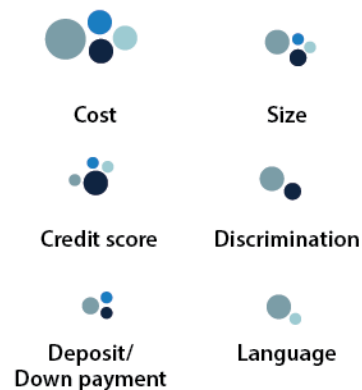 Cost
Size
Credit score
Discrimination
Deposit/
Down payment
Language